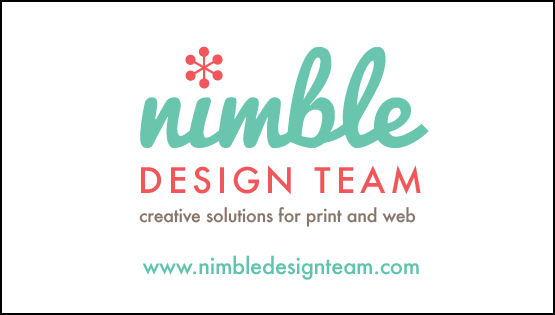 nimble
DESIGN TEAM
creative solutions for print and web
www.nimbledesignteam.com